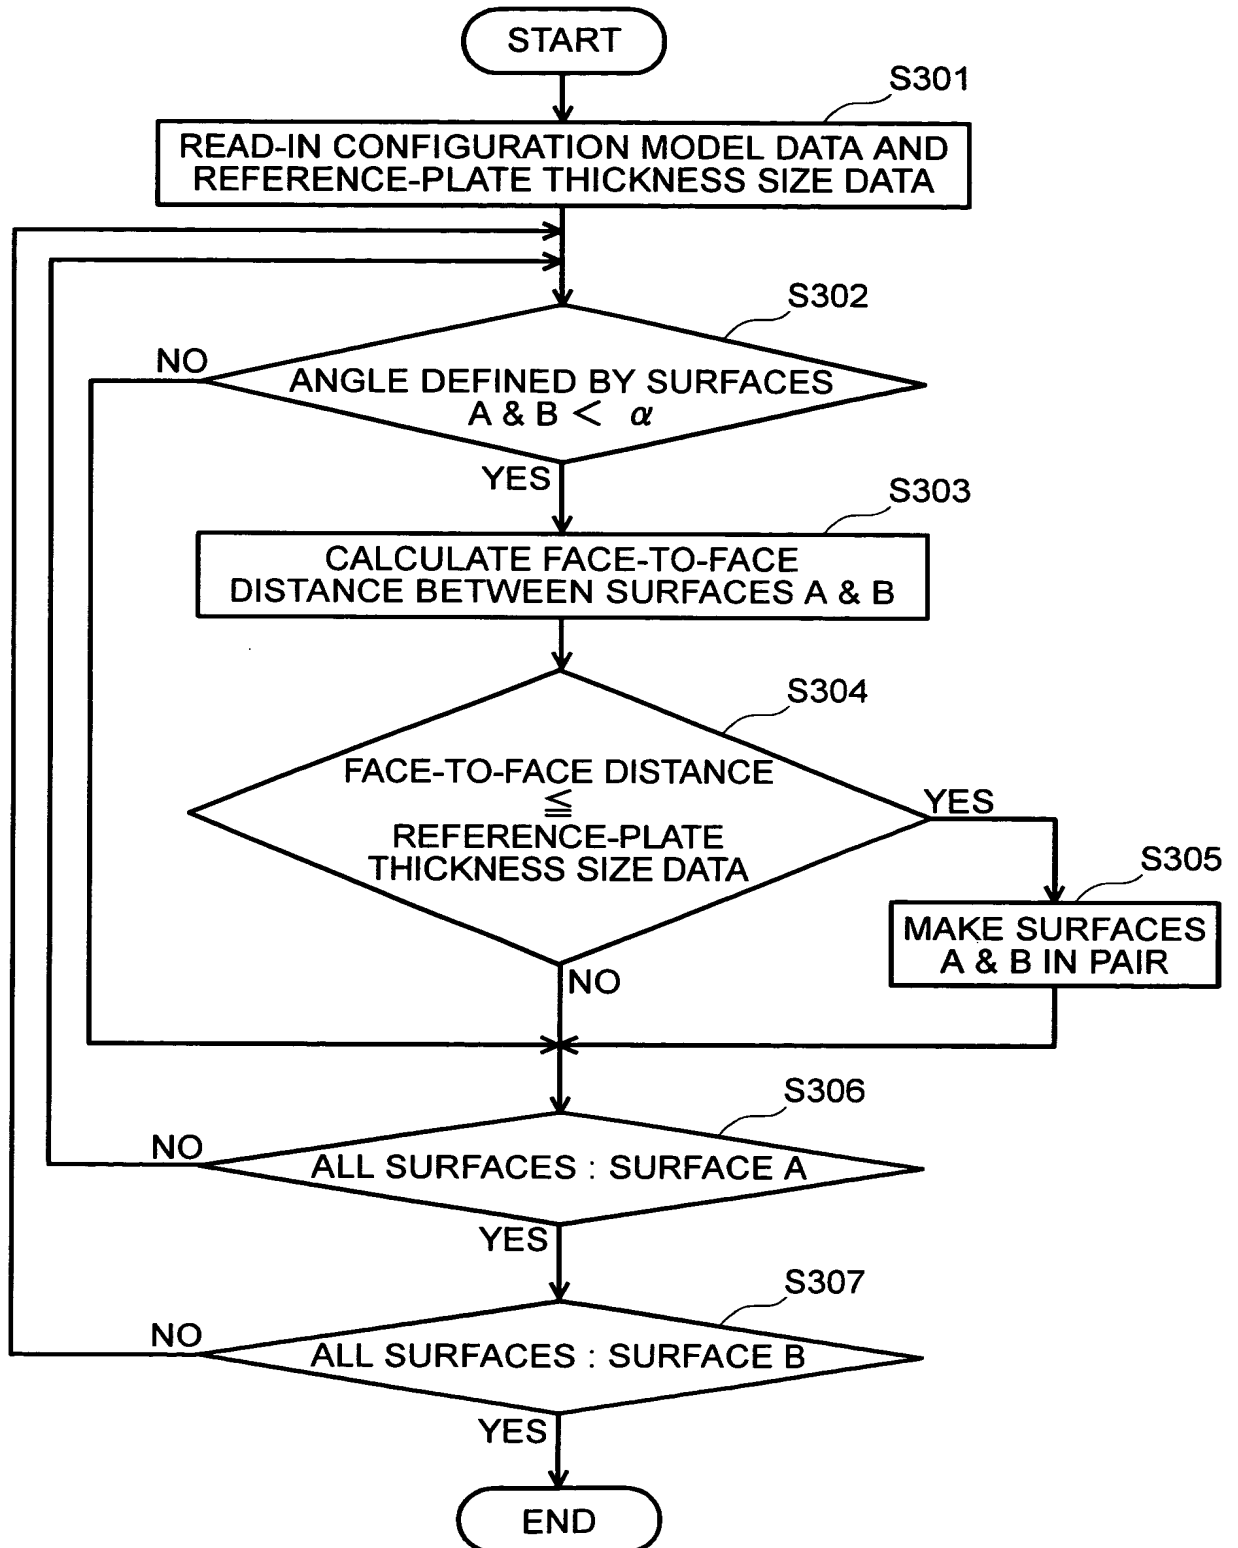 START
S301
READ-IN CONFIGURATION MODEL DATA AND
REFERENCE-PLATE THICKNESS SIZE DATA
S302
NO
ANGLE DEFINED BY SURFACES
A & B < α
YES
S303
CALCULATE FACE-TO-FACE
DISTANCE BETWEEN SURFACES A & B
S304
FACE-TO-FACE DISTANCE
≦
REFERENCE-PLATE
THICKNESS SIZE DATA
YES
S305
MAKE SURFACES
A & B IN PAIR
NO
S306
NO
ALL SURFACES : SURFACE A
YES
S307
NO
ALL SURFACES : SURFACE B
YES
END